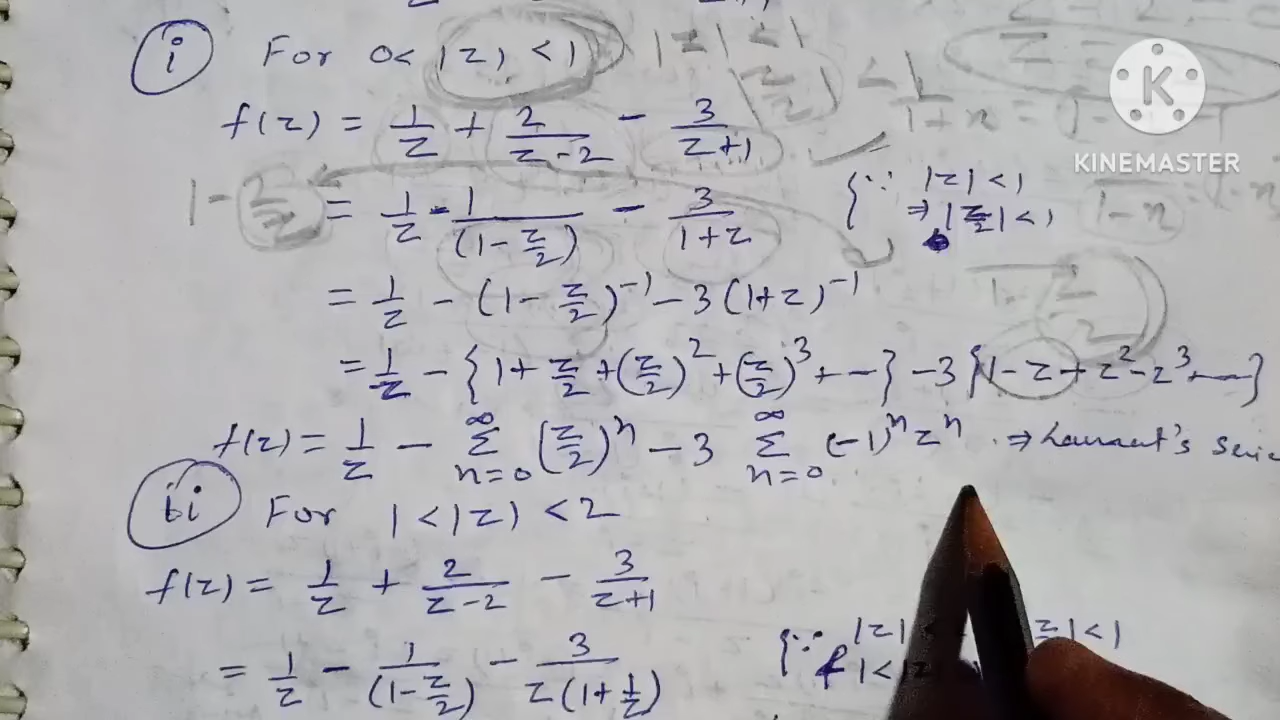 i For 0<|z|<1 |z|<1
KINEMASTER
f(z) = 1/z + 2/(z-2) - 3/(z+1)
1 - 2/z = 1/z - 1/(1-z/2) - 3/(1+z) {∵ |z|<1
⇒ |z/2|<1
= 1/z - (1-z/2)^-1 - 3(1+z)^-1
= 1/z - {1 + z/2 + (z/2)^2 + (z/2)^3 + --} - 3{1-z+z^2-z^3+---}
f(z) = 1/z - ∑_{n=0}^∞ (z/2)^n - 3 ∑_{n=0}^∞ (-1)^n z^n . ⇒ Laurent's Serie
ii For 1<|z|<2
f(z) = 1/z + 2/(z-2) - 3/(z+1)
= 1/z - 1/(1-z/2) - 3/(z(1+1/z)) {∵ |z|<